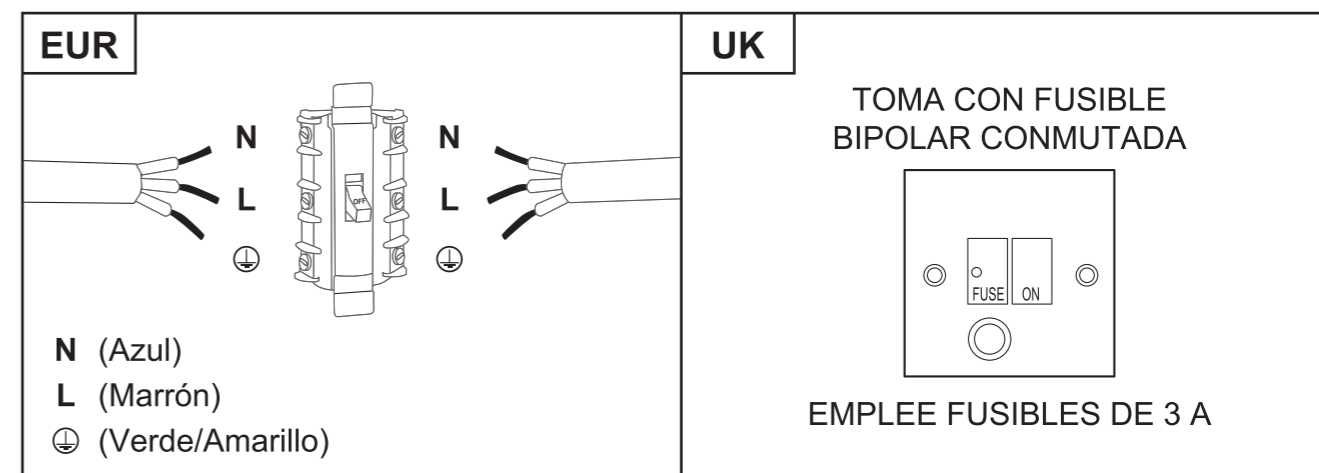 EUR
N
N
L
L
OFF
N (Azul)
L (Marrón)
(Verde/Amarillo)
UK
TOMA CON FUSIBLE
BIPOLAR CONMUTADA
FUSE
ON
EMPLEE FUSIBLES DE 3 A